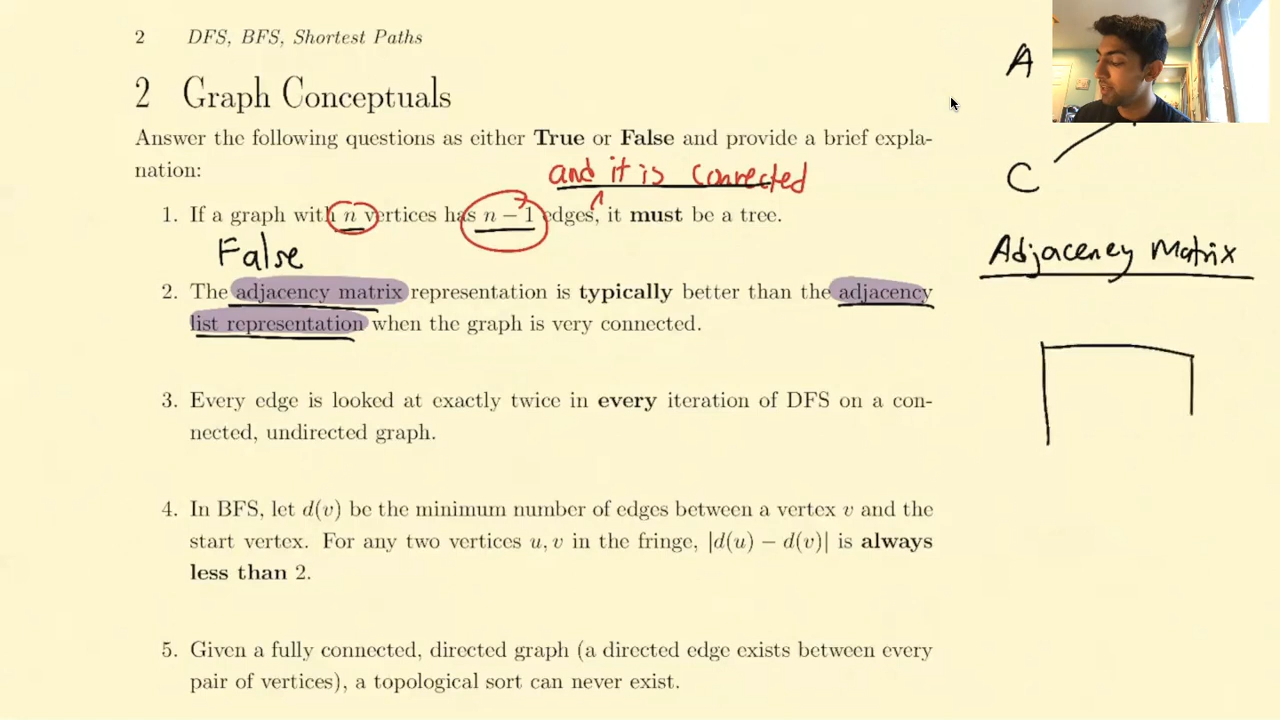 2 DFS, BFS, Shortest Paths
2 Graph Conceptuals
Answer the following questions as either True or False and provide a brief expla-
nation:
and it is connected
1. If a graph with n vertices has n − 1 edges, it must be a tree.
False
2. The adjacency matrix representation is typically better than the adjacency
list representation when the graph is very connected.
3. Every edge is looked at exactly twice in every iteration of DFS on a con-
nected, undirected graph.
4. In BFS, let d(v) be the minimum number of edges between a vertex v and the
start vertex. For any two vertices u, v in the fringe, |d(u) − d(v)| is always
less than 2.
5. Given a fully connected, directed graph (a directed edge exists between every
pair of vertices), a topological sort can never exist.
A
C
Adjacency Matrix